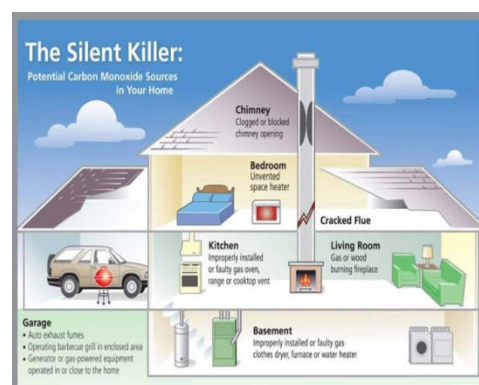 The Silent Killer:
Potential Carbon Monoxide Sources
in Your Home
Chimney
Clogged or blocked
chimney opening
Bedroom
Unvented
space heater
Cracked Flue
Kitchen
Improperly installed
or faulty gas oven,
range or cooktop vent
Living Room
Gas or wood
burning fireplace
Garage
• Auto exhaust fumes
• Operating barbecue grill in enclosed area
• Generator or gas-powered equipment
operated in or close to the home
Basement
Improperly installed or faulty gas
clothes dryer, furnace or water heater